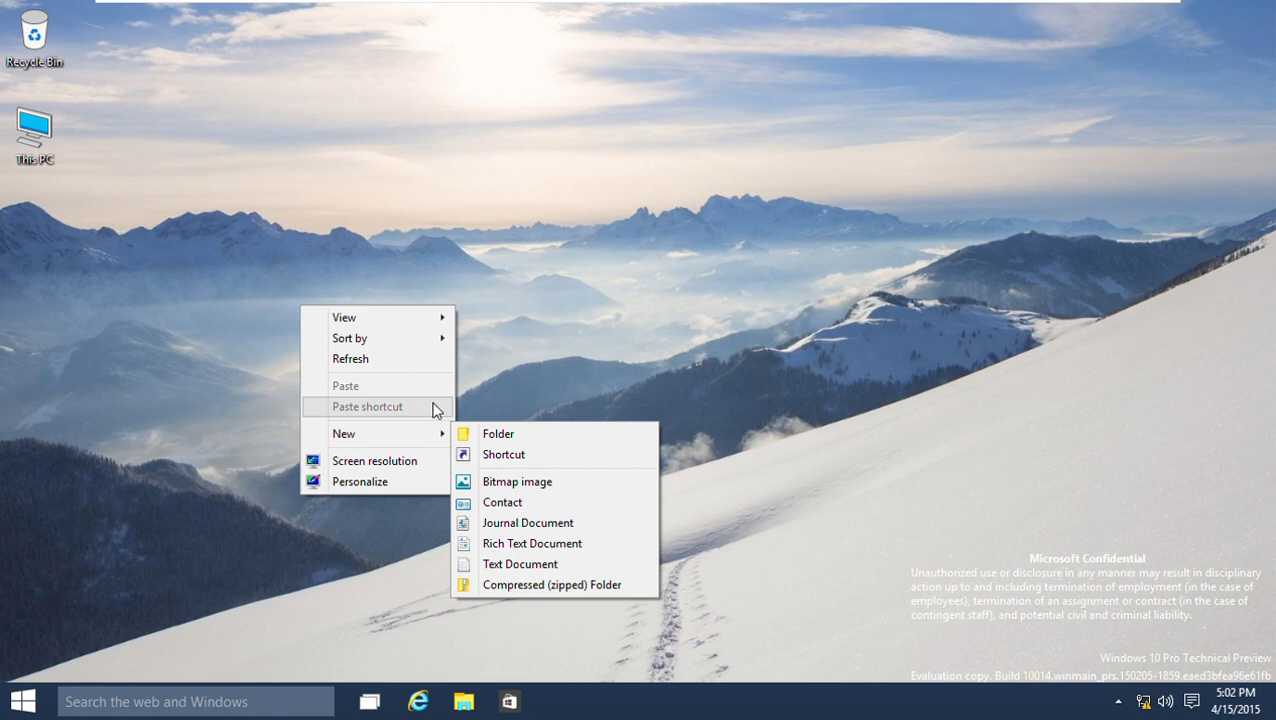 Recycle Bin
This PC
View
Sort by
Refresh
Paste
Paste shortcut
New
Screen resolution
Personalize
Folder
Shortcut
Bitmap image
Contact
Journal Document
Rich Text Document
Text Document
Compressed (zipped) Folder
Microsoft Confidential
Unauthorized use or disclosure in any manner may result in disciplinary
action up to and including termination of employment (in the case of
employees), termination of an assignment or contract (in the case of
contingent staff), and potential civil and criminal liability.
Windows 10 Pro Technical Preview
Evaluation copy. Build 10014.winmain_prs.150205-1859.eaed3bfea96e61fb
Search the web and Windows
5:02 PM
4/15/2015